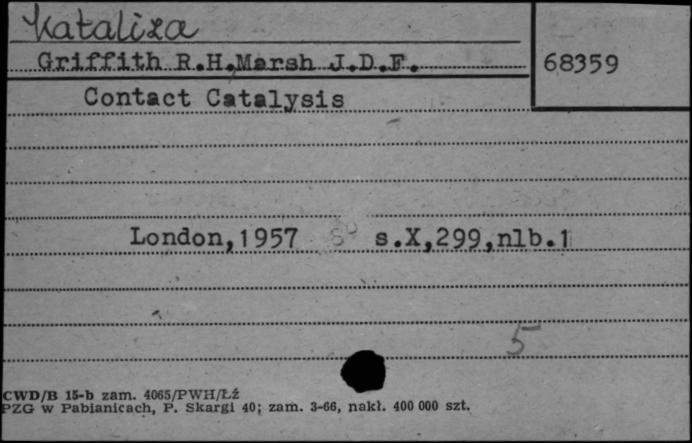 Kataliza
Griffith R.H.Marsh J.D.F.
68359
Contact Catalysis
London,1957 8° s.X,299,nlb.1
5
CWD/B 15-b zam. 4065/PWH/Łź
PZG w Pabianicach, P. Skargi 40; zam. 3-66, nakł. 400 000 szt.